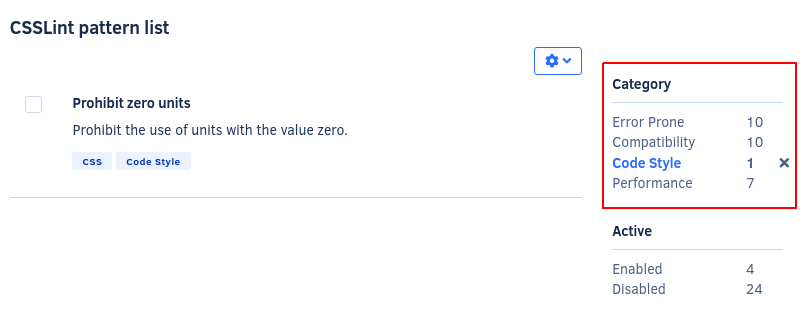 CSSLint pattern list
Prohibit zero units
Prohibit the use of units with the value zero.
CSS Code Style
Category
Error Prone 10
Compatibility 10
Code Style 1
Performance 7
Active
Enabled 4
Disabled 24